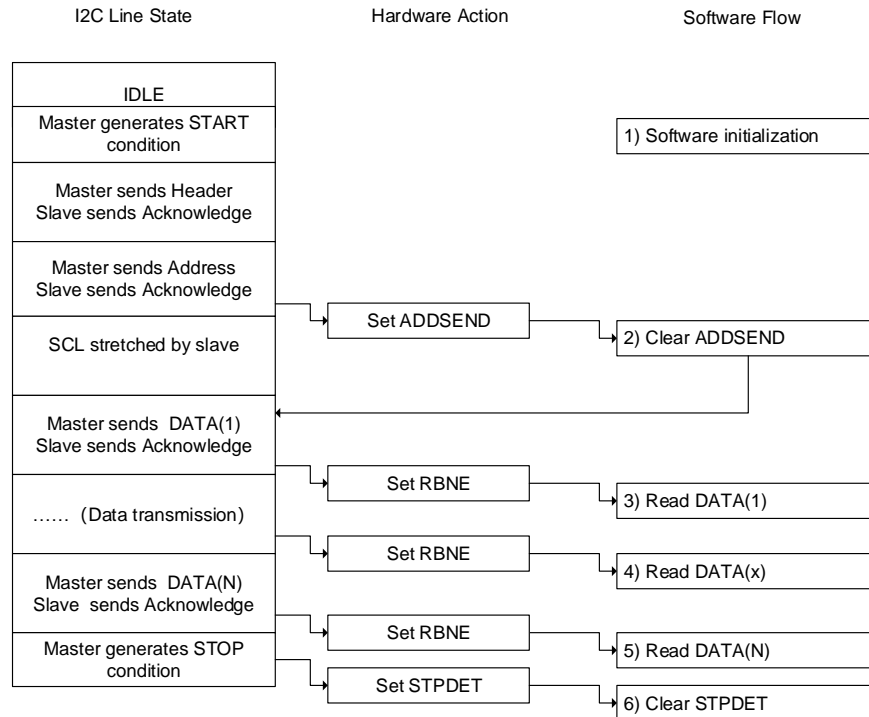 I2C Line State
Hardware Action
Software Flow
IDLE
Master generates START
condition
1) Software initialization
Master sends Header
Slave sends Acknowledge
Master sends Address
Slave sends Acknowledge
Set ADDSEND
2) Clear ADDSEND
SCL stretched by slave
Master sends DATA(1)
Slave sends Acknowledge
Set RBNE
3) Read DATA(1)
...... (Data transmission)
Set RBNE
4) Read DATA(x)
Master sends DATA(N)
Slave sends Acknowledge
Set RBNE
5) Read DATA(N)
Master generates STOP
condition
Set STPDET
6) Clear STPDET